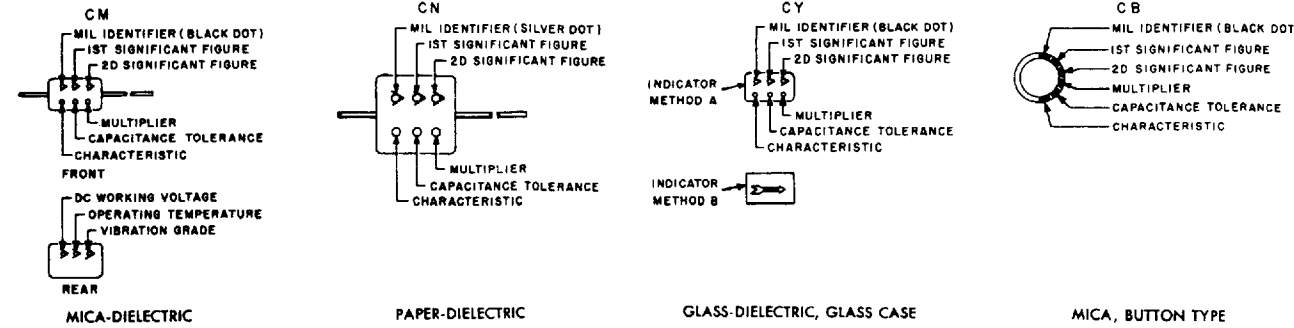 CM
MIL IDENTIFIER (BLACK DOT)
1ST SIGNIFICANT FIGURE
2D SIGNIFICANT FIGURE
MULTIPLIER
CAPACITANCE TOLERANCE
CHARACTERISTIC
FRONT
DC WORKING VOLTAGE
OPERATING TEMPERATURE
VIBRATION GRADE
REAR
MICA-DIELECTRIC
CN
MIL IDENTIFIER (SILVER DOT)
1ST SIGNIFICANT FIGURE
2D SIGNIFICANT FIGURE
MULTIPLIER
CAPACITANCE TOLERANCE
CHARACTERISTIC
PAPER-DIELECTRIC
CY
MIL IDENTIFIER (BLACK DOT)
1ST SIGNIFICANT FIGURE
2D SIGNIFICANT FIGURE
INDICATOR
METHOD A
MULTIPLIER
CAPACITANCE TOLERANCE
CHARACTERISTIC
INDICATOR
METHOD B
GLASS-DIELECTRIC, GLASS CASE
CB
MIL IDENTIFIER (BLACK DOT
1ST SIGNIFICANT FIGURE
2D SIGNIFICANT FIGURE
MULTIPLIER
CAPACITANCE TOLERANCE
CHARACTERISTIC
MICA, BUTTON TYPE